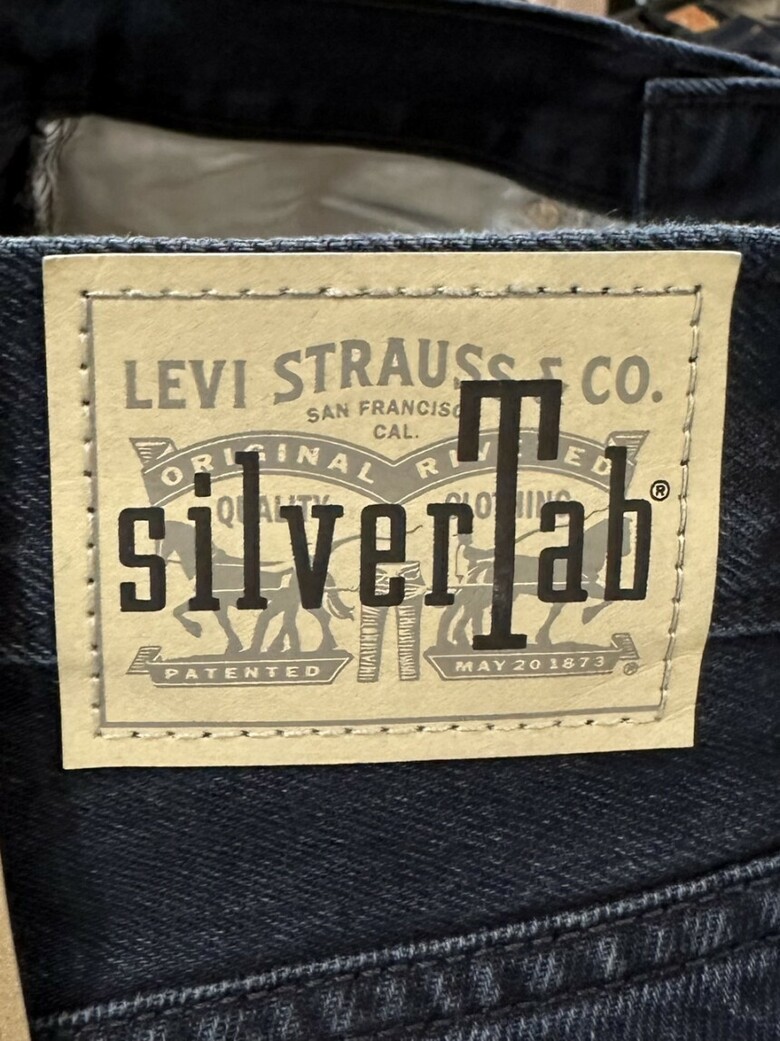 LEVI STRAUSS & CO.
SAN FRANCISCO
CAL.
ORIGINAL RIVETED
QUALITY CLOTHING
silverTab®
PATENTED MAY 20 1873 ®